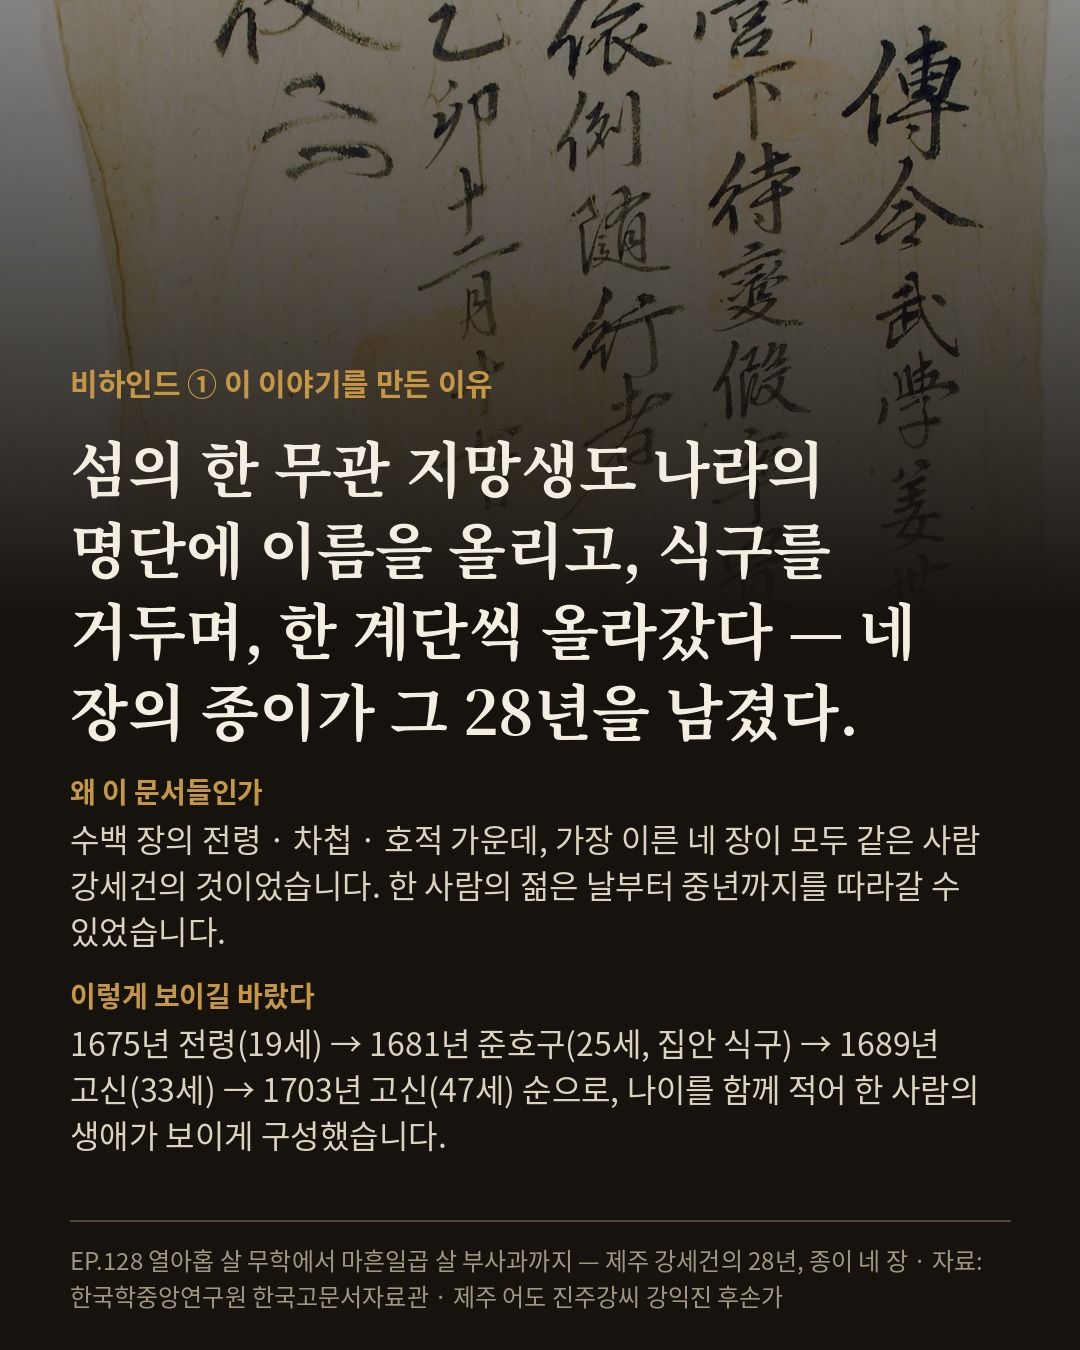 傳令武學姜世
官下待變假率
依例隨行者
乙卯十二月十
비하인드 ① 이 이야기를 만든 이유
섬의 한 무관 지망생도 나라의
명단에 이름을 올리고, 식구를
거두며, 한 계단씩 올라갔다 — 네
장의 종이가 그 28년을 남겼다.
왜 이 문서들인가
수백 장의 전령 · 차첩 · 호적 가운데, 가장 이른 네 장이 모두 같은 사람
강세건의 것이었습니다. 한 사람의 젊은 날부터 중년까지를 따라갈 수
있었습니다.
이렇게 보이길 바랐다
1675년 전령(19세) → 1681년 준호구(25세, 집안 식구) → 1689년
고신(33세) → 1703년 고신(47세) 순으로, 나이를 함께 적어 한 사람의
생애가 보이게 구성했습니다.
EP.128 열아홉 살 무학에서 마흔일곱 살 부사과까지 — 제주 강세건의 28년, 종이 네 장 · 자료:
한국학중앙연구원 한국고문서자료관 · 제주 어도 진주강씨 강익진 후손가